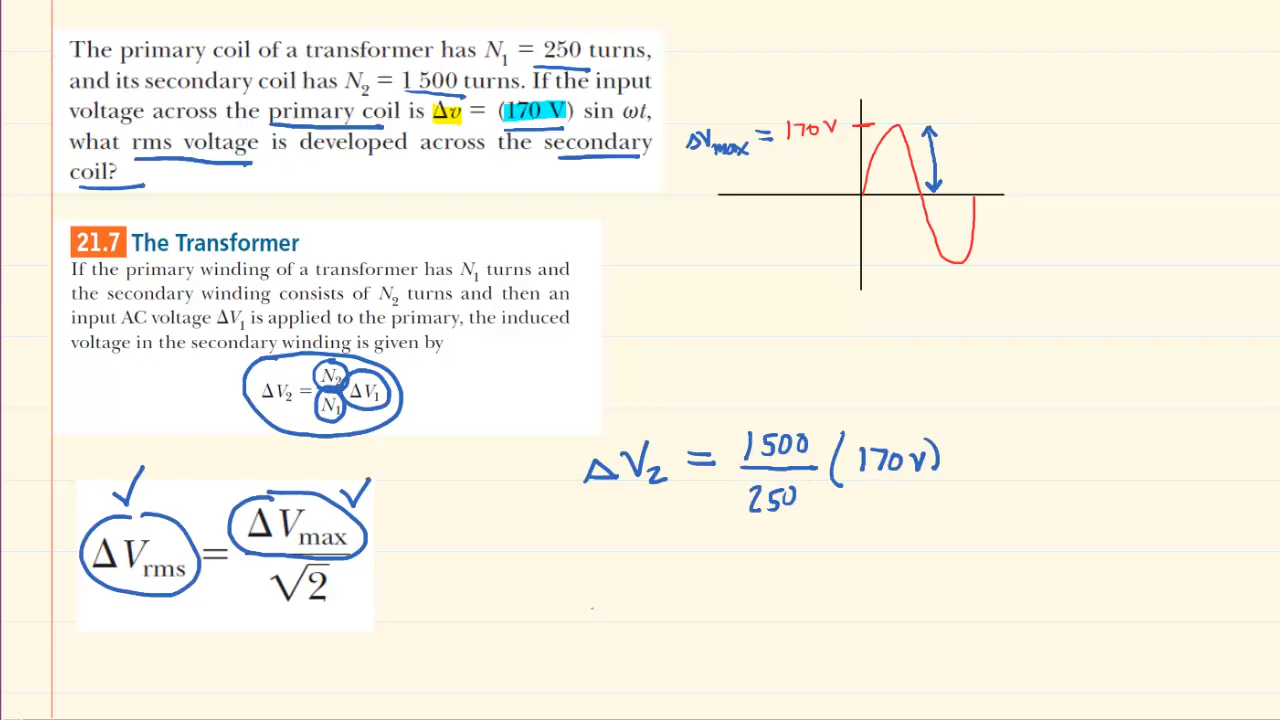 The primary coil of a transformer has N₁ = 250 turns,
and its secondary coil has N₂ = 1 500 turns. If the input
voltage across the primary coil is Δv = (170 V) sin ωt,
what rms voltage is developed across the secondary
coil?
ΔVmax = 170V
21.7 The Transformer
If the primary winding of a transformer has N₁ turns and
the secondary winding consists of N₂ turns and then an
input AC voltage ΔV₁ is applied to the primary, the induced
voltage in the secondary winding is given by
ΔV₂ = N₂/N₁ ΔV₁
ΔV₂ = 1500/250 (170V)
ΔVrms = ΔVmax/√2